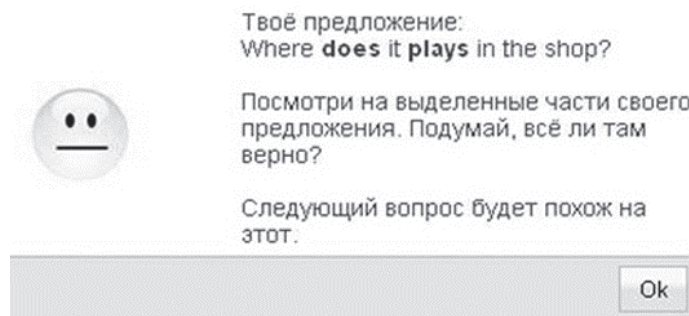 Твоё предложение:
Where does it plays in the shop?
Посмотри на выделенные части своего
предложения. Подумай, всё ли там
верно?
Следующий вопрос будет похож на
этот.
Ok